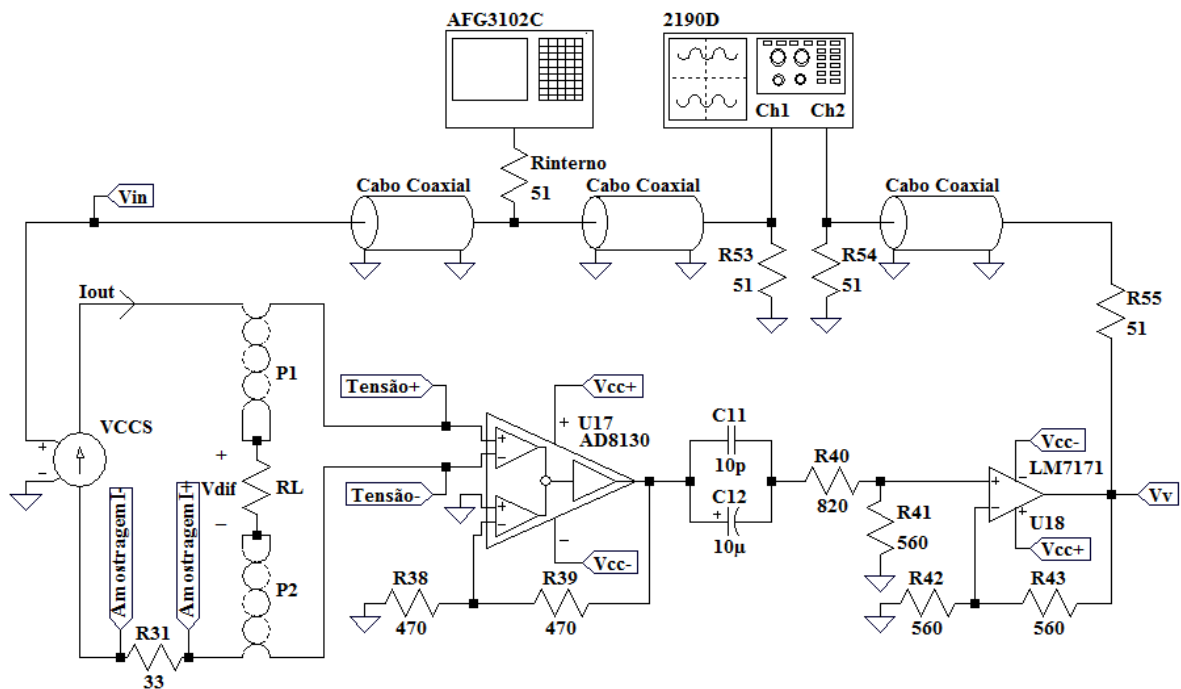 AFG3102C
2190D
Ch1
Ch2
Rinterno
51
Cabo Coaxial
Cabo Coaxial
Cabo Coaxial
Vin
R53
51
R54
51
R55
51
Iout
P1
VCCS
+
−
+
Vdif
−
RL
P2
Amostragem I-
Amostragem I+
R31
33
Tensão+
Tensão-
Vcc+
+
U17
AD8130
+
−
+
−
−
Vcc-
R38
470
R39
470
C11
10p
C12
+
10µ
R40
820
R41
560
Vcc-
−
LM7171
+
−
+
U18
Vcc+
Vv
R42
560
R43
560